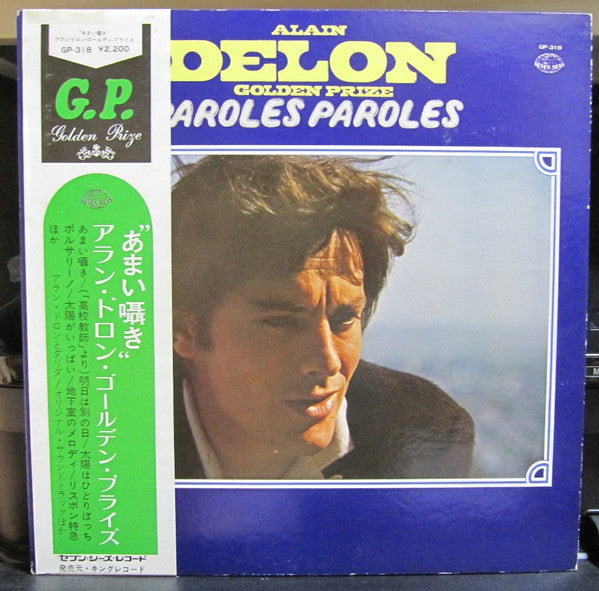 "あまい囁き"
アラン・ドロン・ゴールデン・プライズ
GP-318 ¥2,200
G.P.
Golden Prize
"あまい囁き"
アラン・ドロン・ゴールデン・プライズ
あまい囁き/(「高校教師」より)明日は別の日/太陽はひとりぼっち
ボルサリーノ/太陽がいっぱい/地下室のメロディ/リスボン特急
ほか
アラン・ドロンとダリダ/オリジナル・サウンドトラックほか
セブン・シーズ・レコード
発売元・キングレコード
ALAIN
DELON
GOLDEN PRIZE
PAROLES PAROLES
GP-318
SEVEN SEAS